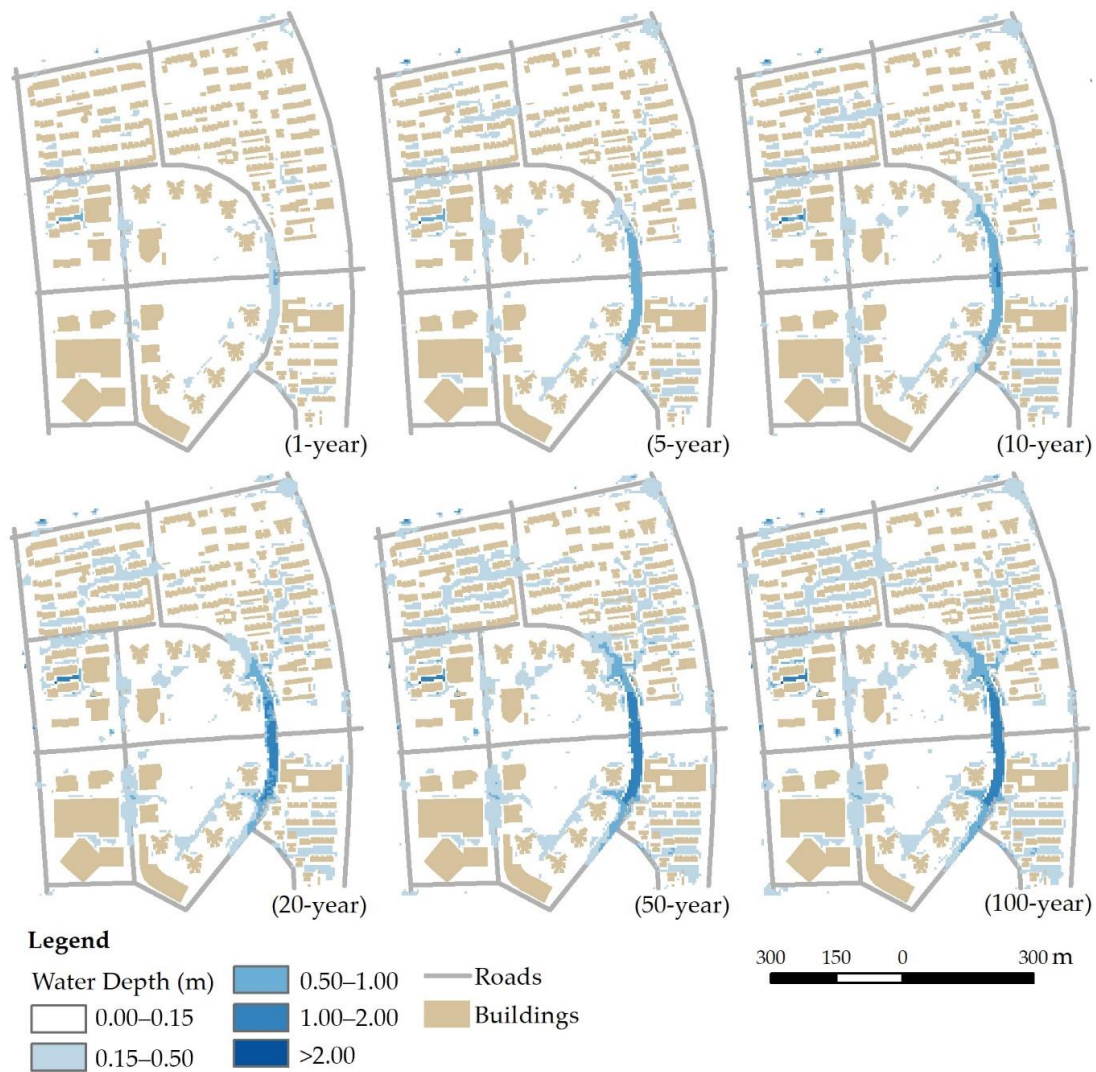 (1-year) (5-year) (10-year)
(20-year) (50-year) (100-year)
Legend
Water Depth (m)
0.00–0.15
0.15–0.50
0.50–1.00
1.00–2.00
>2.00
Roads
Buildings
300 150 0 300 m